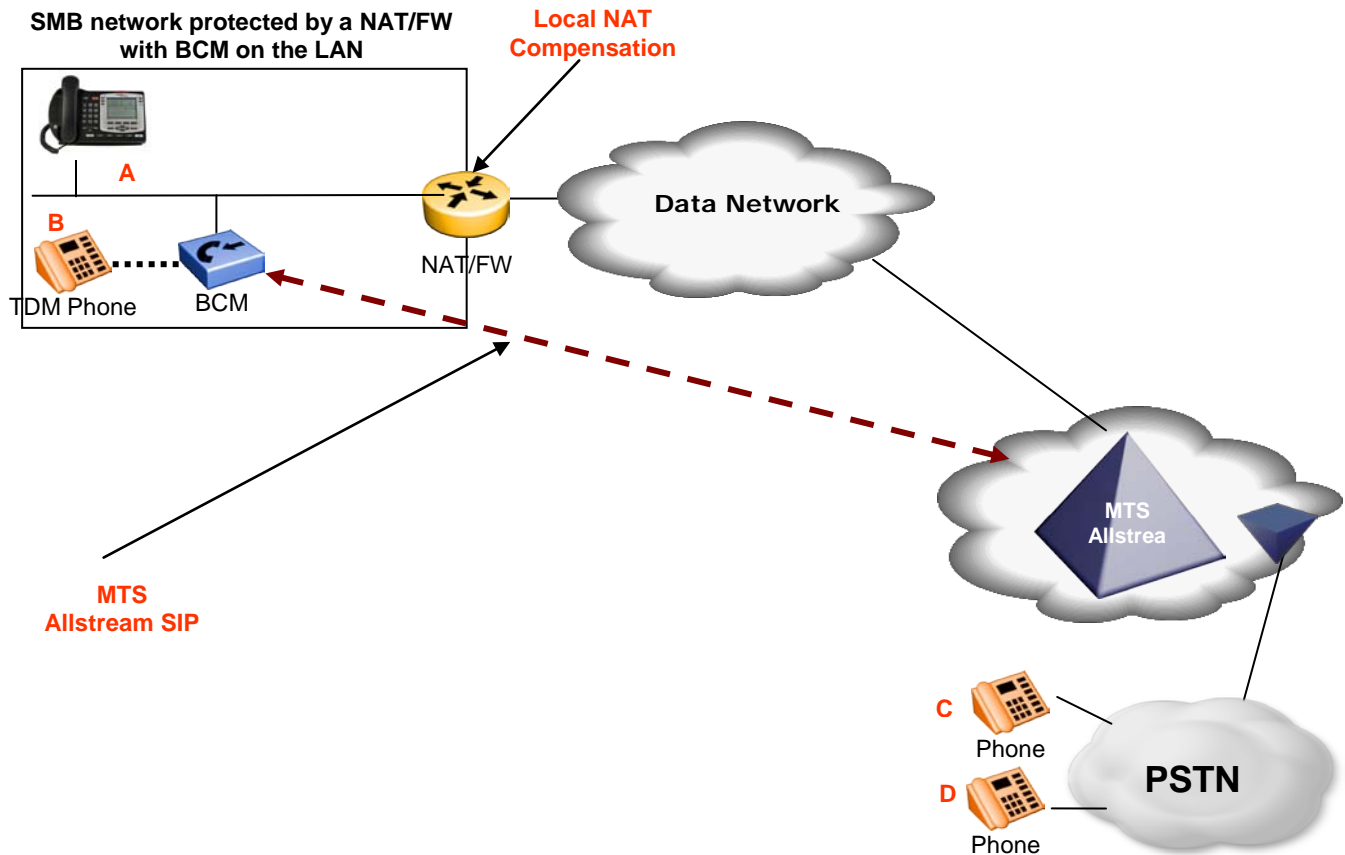 SMB network protected by a NAT/FW
with BCM on the LAN
Local NAT
Compensation
A
B
TDM Phone
BCM
NAT/FW
Data Network
MTS
Allstrea
MTS
Allstream SIP
C
Phone
D
Phone
PSTN